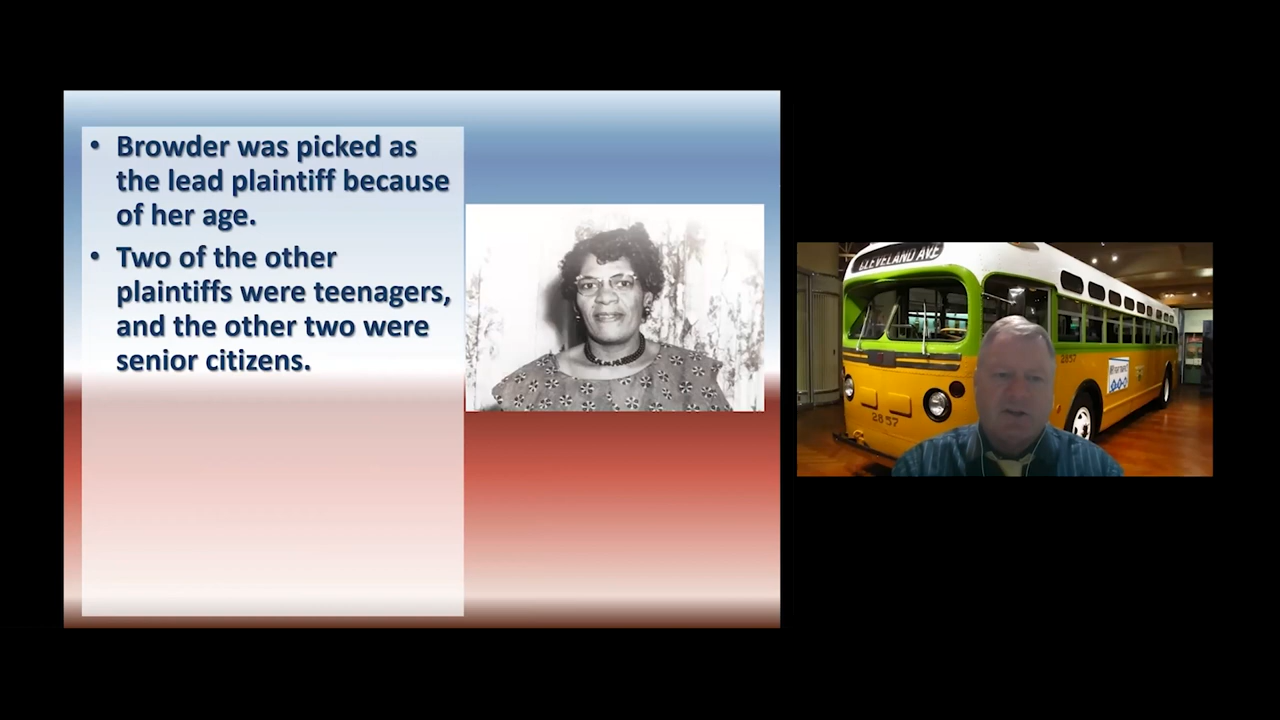 • Browder was picked as
the lead plaintiff because
of her age.
• Two of the other
plaintiffs were teenagers,
and the other two were
senior citizens.
CLEVELAND AVE
2857
2857